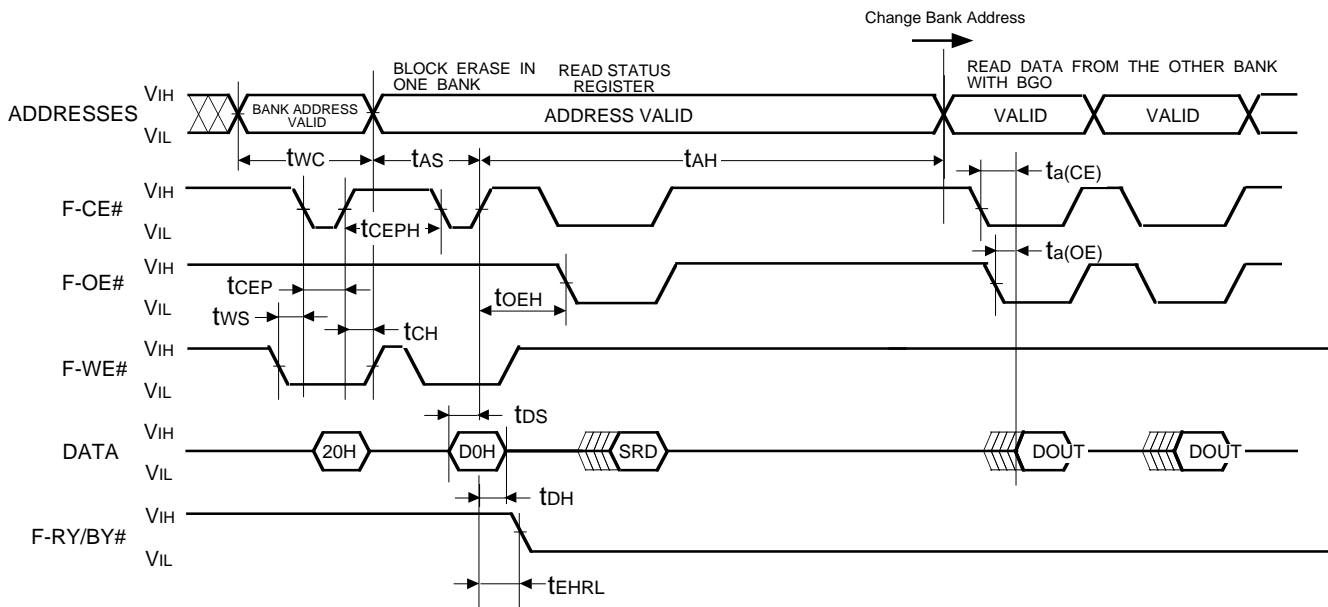 Change Bank Address
BLOCK ERASE IN ONE BANK
READ STATUS REGISTER
READ DATA FROM THE OTHER BANK WITH BGO
ADDRESSES
VIH
VIL
BANK ADDRESS VALID
ADDRESS VALID
VALID
VALID
tWC
tAS
tAH
ta(CE)
F-CE#
VIH
VIL
tCEPH
F-OE#
VIH
VIL
ta(OE)
tCEP
tOEH
tWS
tCH
F-WE#
VIH
VIL
tDS
DATA
VIH
VIL
20H
D0H
SRD
DOUT
DOUT
tDH
F-RY/BY#
VIH
VIL
tEHRL